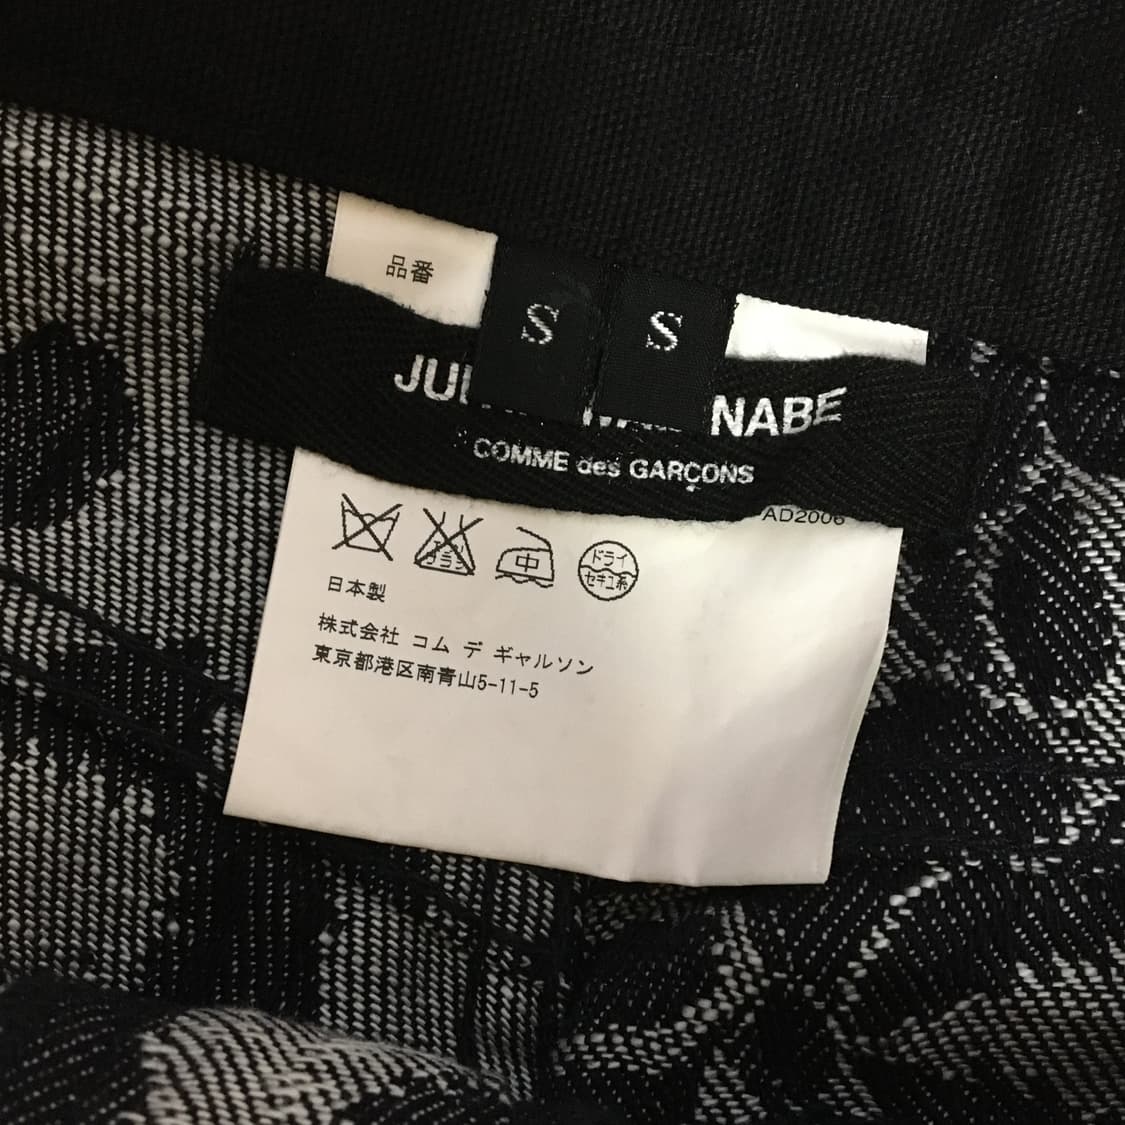 品番
S S
JU NABE
COMME des GARÇONS
AD2006
中
ドライ
セキユ系
日本製
株式会社 コム デ ギャルソン
東京都港区南青山5-11-5